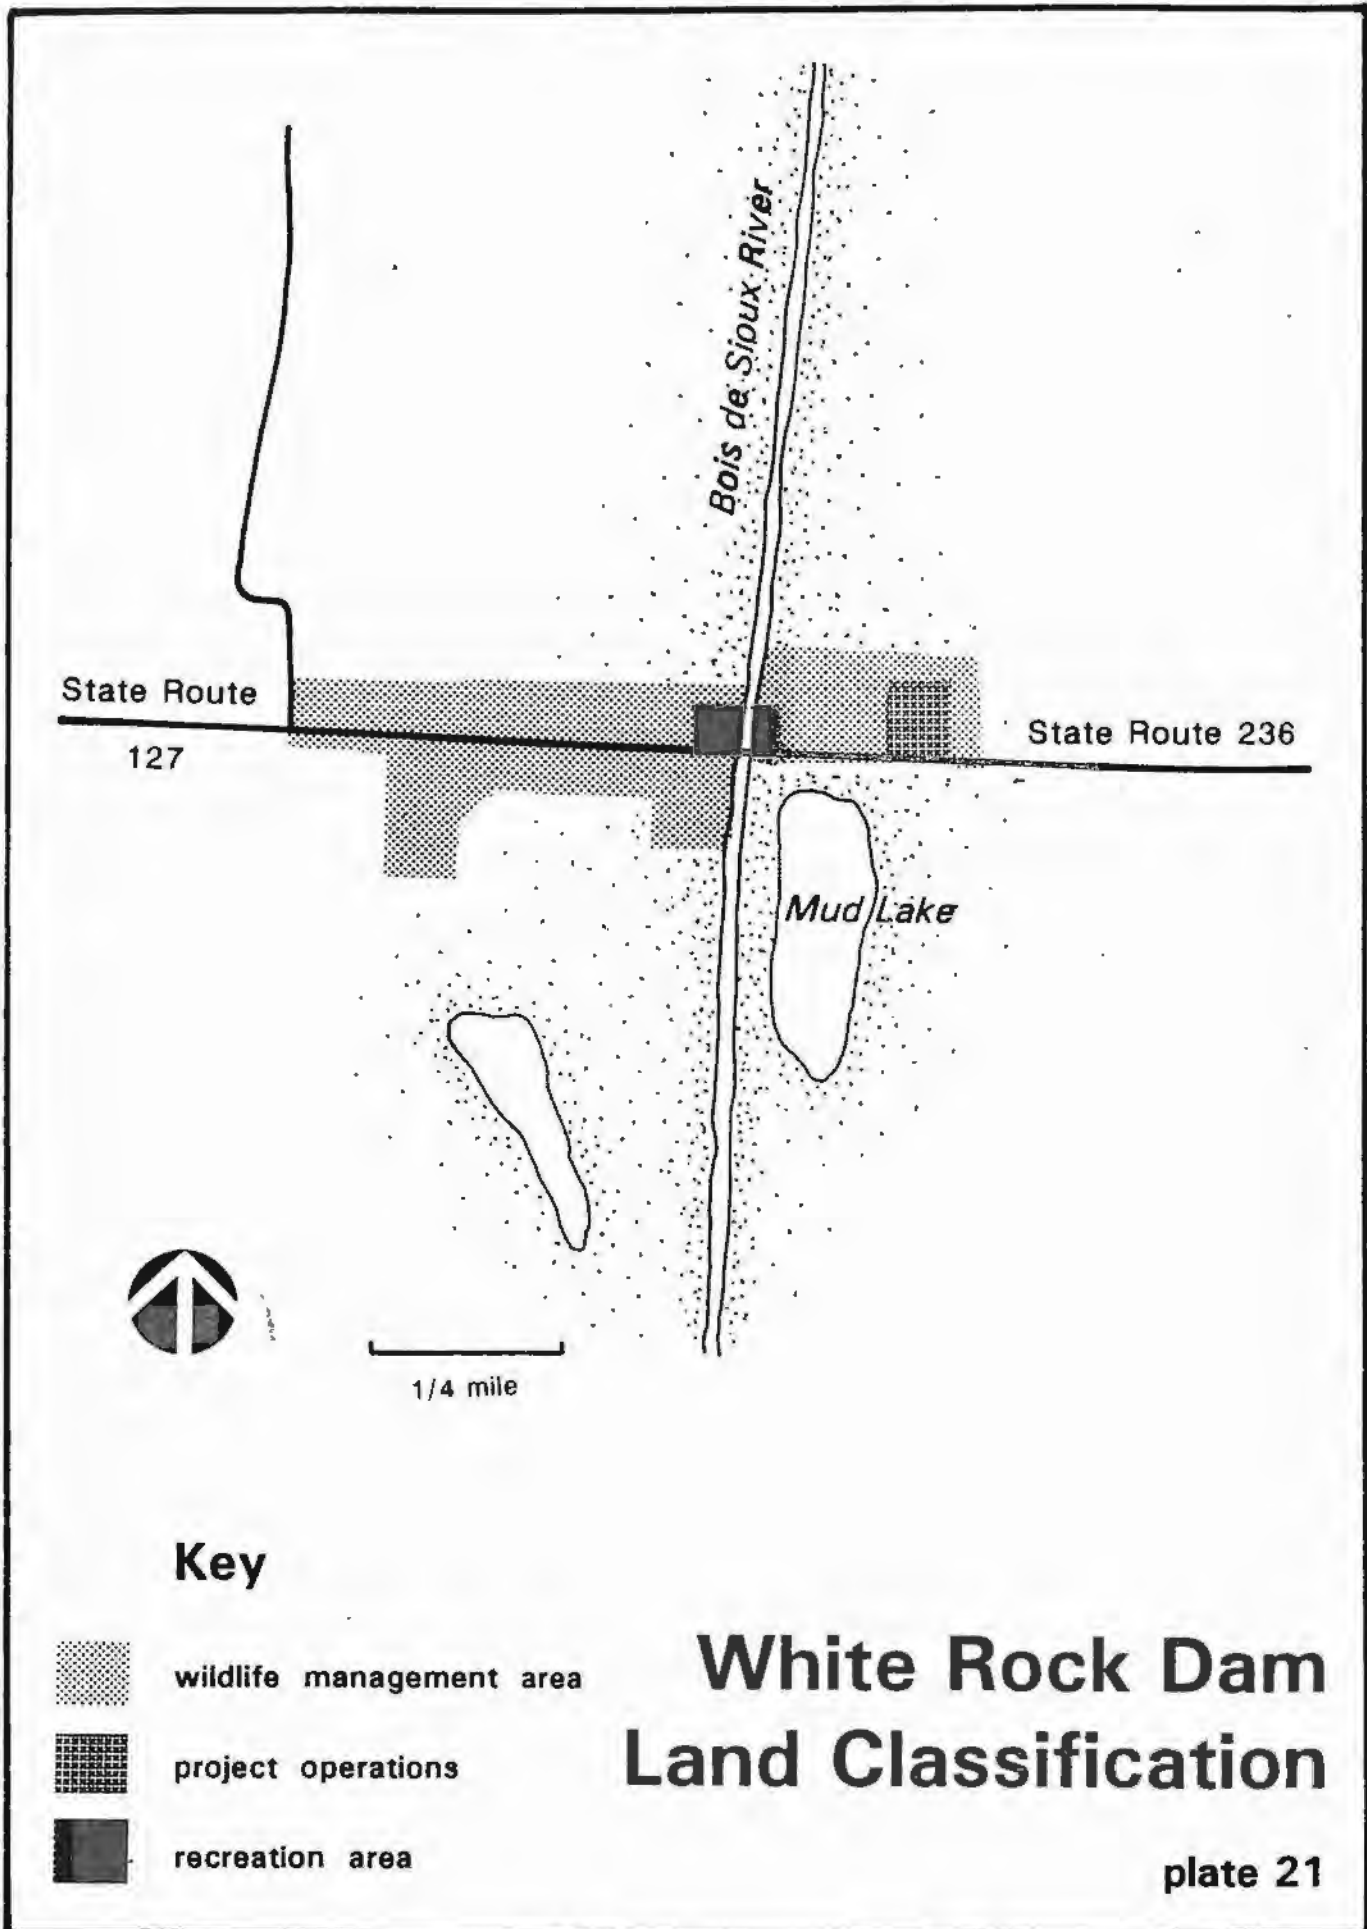 Bois de Sioux River
State Route
127
State Route 236
Mud Lake
1/4 mile
Key
wildlife management area
project operations
recreation area
White Rock Dam
Land Classification
plate 21